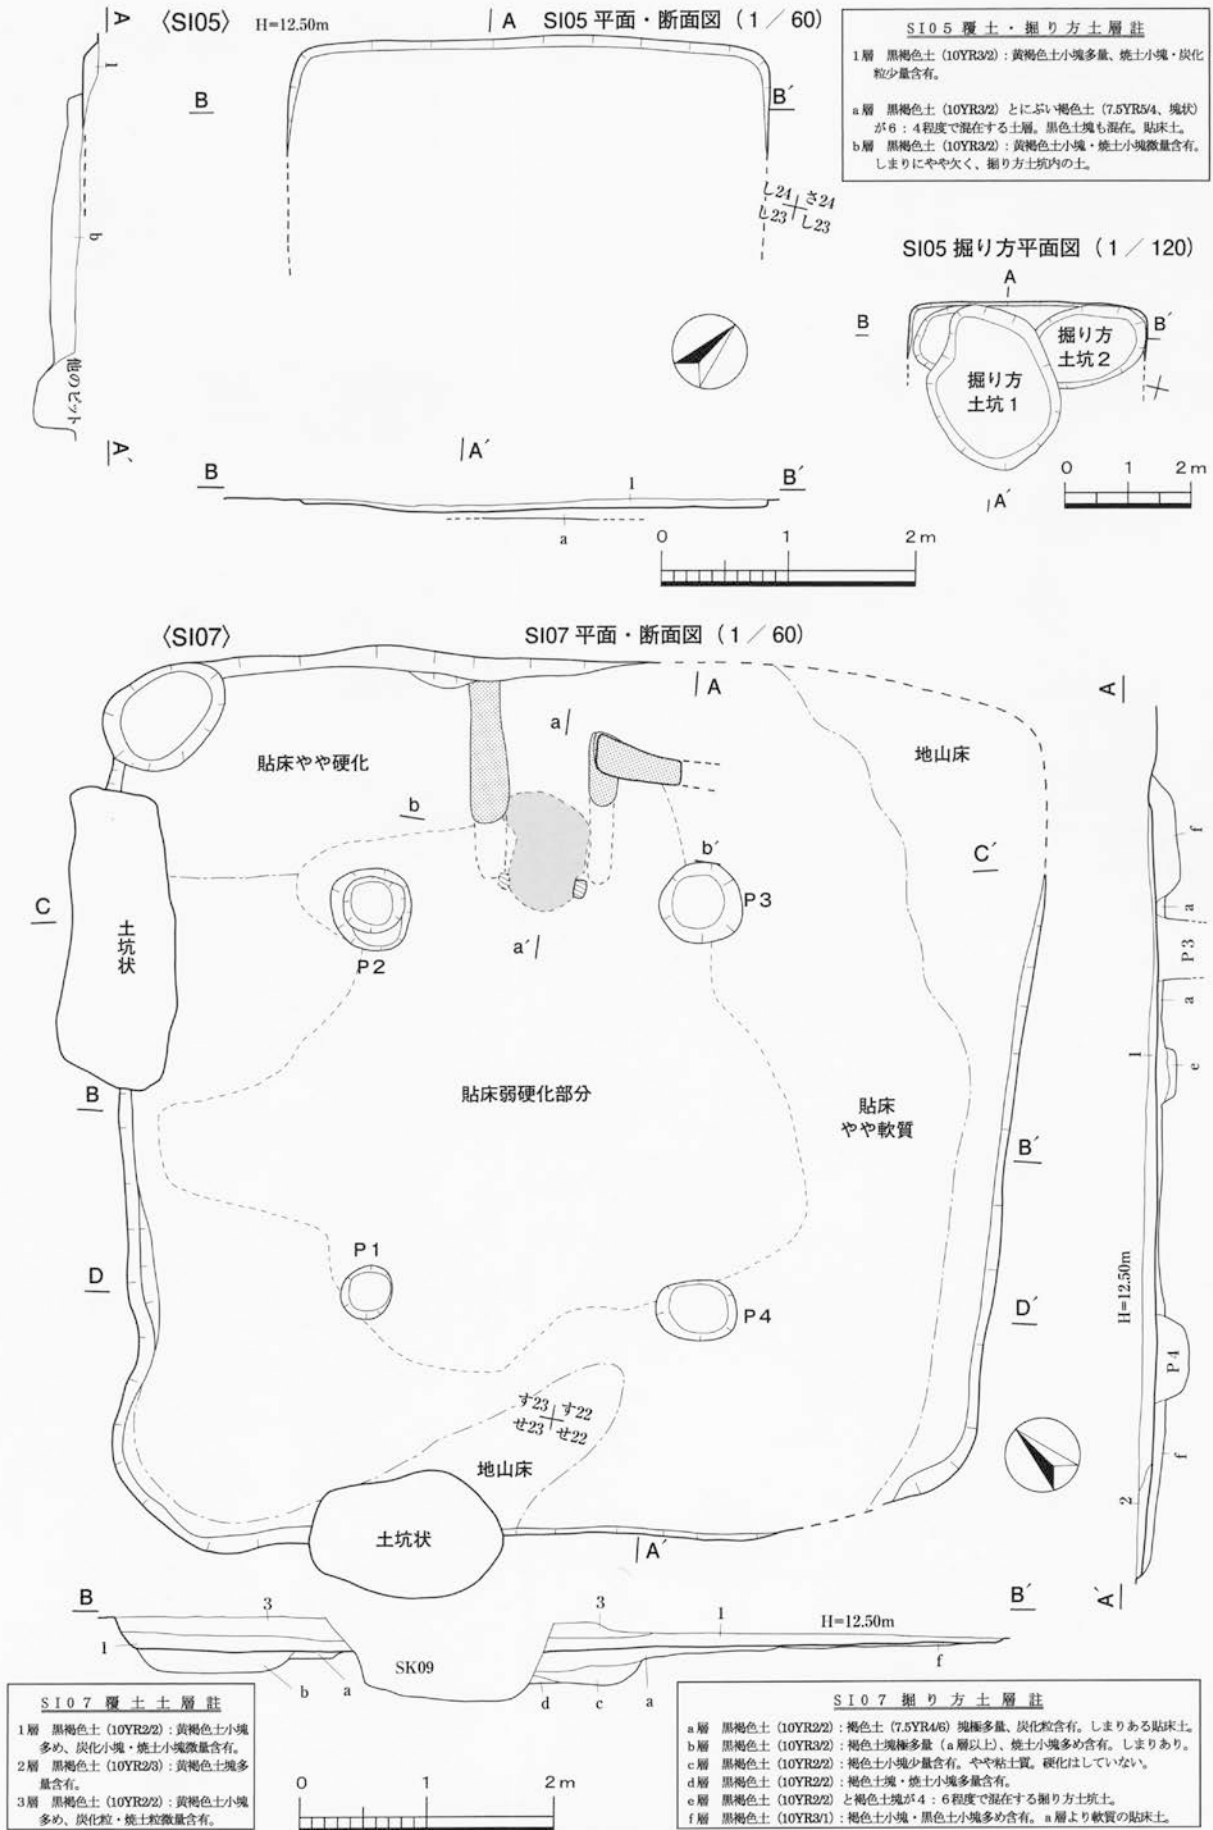 〈SI05〉 H=12.50m
A SI05 平面・断面図（1／60）
A
1
b
他のピット
A′
B
B′
し24 さ24
し23 し23
A′
B
1
B′
a
0 1 2m
SI05 覆土・掘り方土層註
1層 黒褐色土（10YR3/2）：黄褐色土小塊多量、焼土小塊・炭化
粒少量含有。
a層 黒褐色土（10YR3/2）とにぶい褐色土（7.5YR5/4、塊状）
が6：4程度で混在する土層。黒色土塊も混在。貼床土。
b層 黒褐色土（10YR3/2）：黄褐色土小塊・焼土小塊微量含有。
しまりにやや欠く、掘り方土坑内の土。
SI05 掘り方平面図（1／120）
A
B
B′
掘り方
土坑2
掘り方
土坑1
A′
0 1 2m
〈SI07〉
SI07 平面・断面図（1／60）
A
a
貼床やや硬化
地山床
b
b′
C′
C
土坑状
P2
P3
a′
B
貼床弱硬化部分
貼床
やや軟質
B′
P1
D
P4
D′
す23 す22
せ23 せ22
地山床
土坑状
A′
A
f
a
P3
a
1
e
H=12.50m
P4
f
2
A′
B
3
3
1
H=12.50m
B′
1
SK09
f
b
a
d
c
a
SI07 覆土土層註
1層 黒褐色土（10YR2/2）：黄褐色土小塊
多め、炭化小塊・焼土小塊微量含有。
2層 黒褐色土（10YR2/3）：黄褐色土塊多
量含有。
3層 黒褐色土（10YR2/2）：黄褐色土小塊
多め、炭化粒・焼土粒微量含有。
0 1 2m
SI07 掘り方土層註
a層 黒褐色土（10YR2/2）：褐色土（7.5YR4/6）塊極多量、炭化粒含有。しまりある貼床土。
b層 黒褐色土（10YR3/2）：褐色土塊極多量（a層以上）、焼土小塊多め含有。しまりあり。
c層 黒褐色土（10YR2/2）：褐色土小塊少量含有。やや粘土質。硬化はしていない。
d層 黒褐色土（10YR2/2）：褐色土塊・焼土小塊多量含有。
e層 黒褐色土（10YR2/2）と褐色土塊が4：6程度で混在する掘り方土坑土。
f層 黒褐色土（10YR3/1）：褐色土小塊・黒色土小塊多め含有。a層より軟質の貼床土。